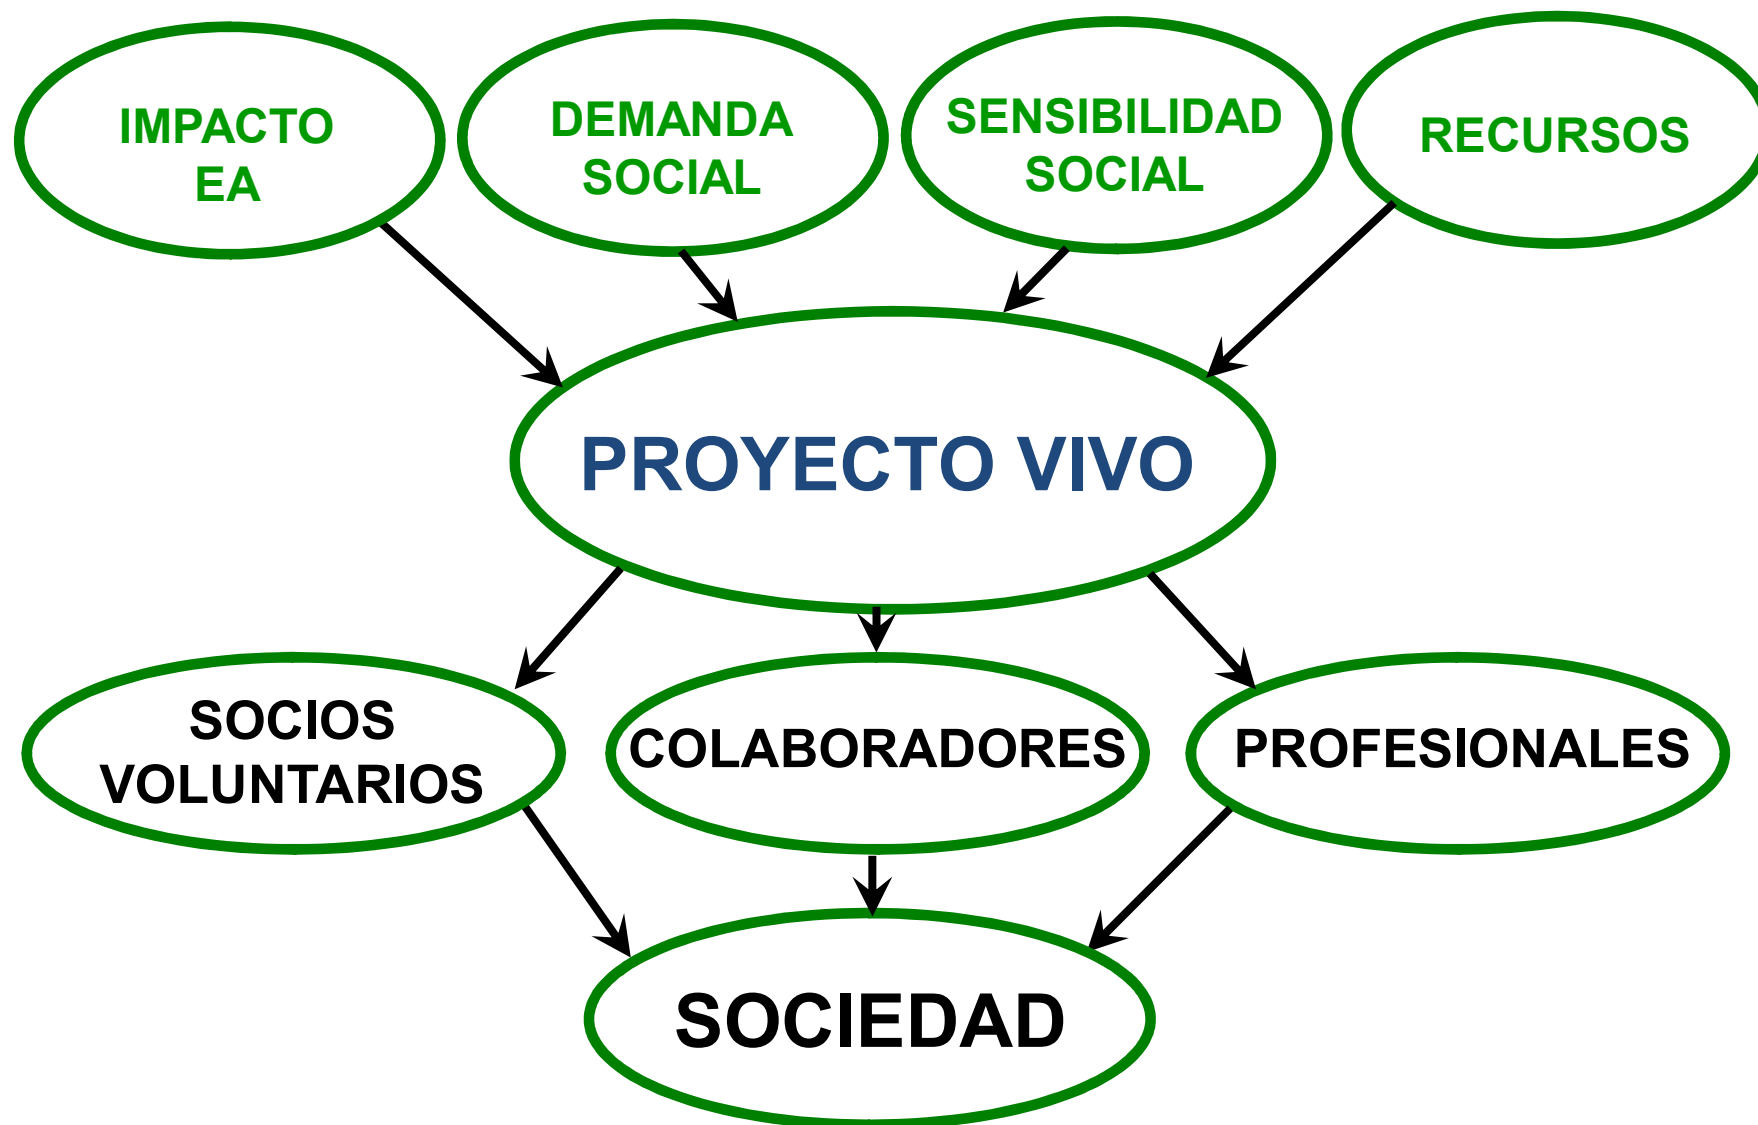 IMPACTO
EA
DEMANDA
SOCIAL
SENSIBILIDAD
SOCIAL
RECURSOS
PROYECTO VIVO
SOCIOS
VOLUNTARIOS
COLABORADORES
PROFESIONALES
SOCIEDAD